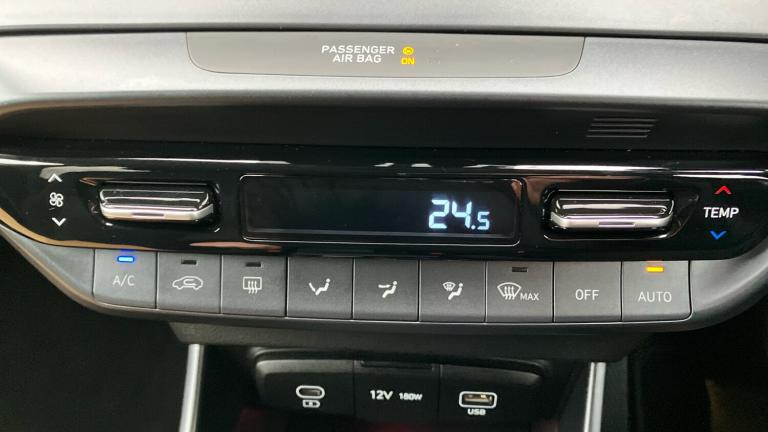 PASSENGER
AIR BAG ON
24.5
TEMP
A/C
MAX
OFF
AUTO
12V 180W
USB